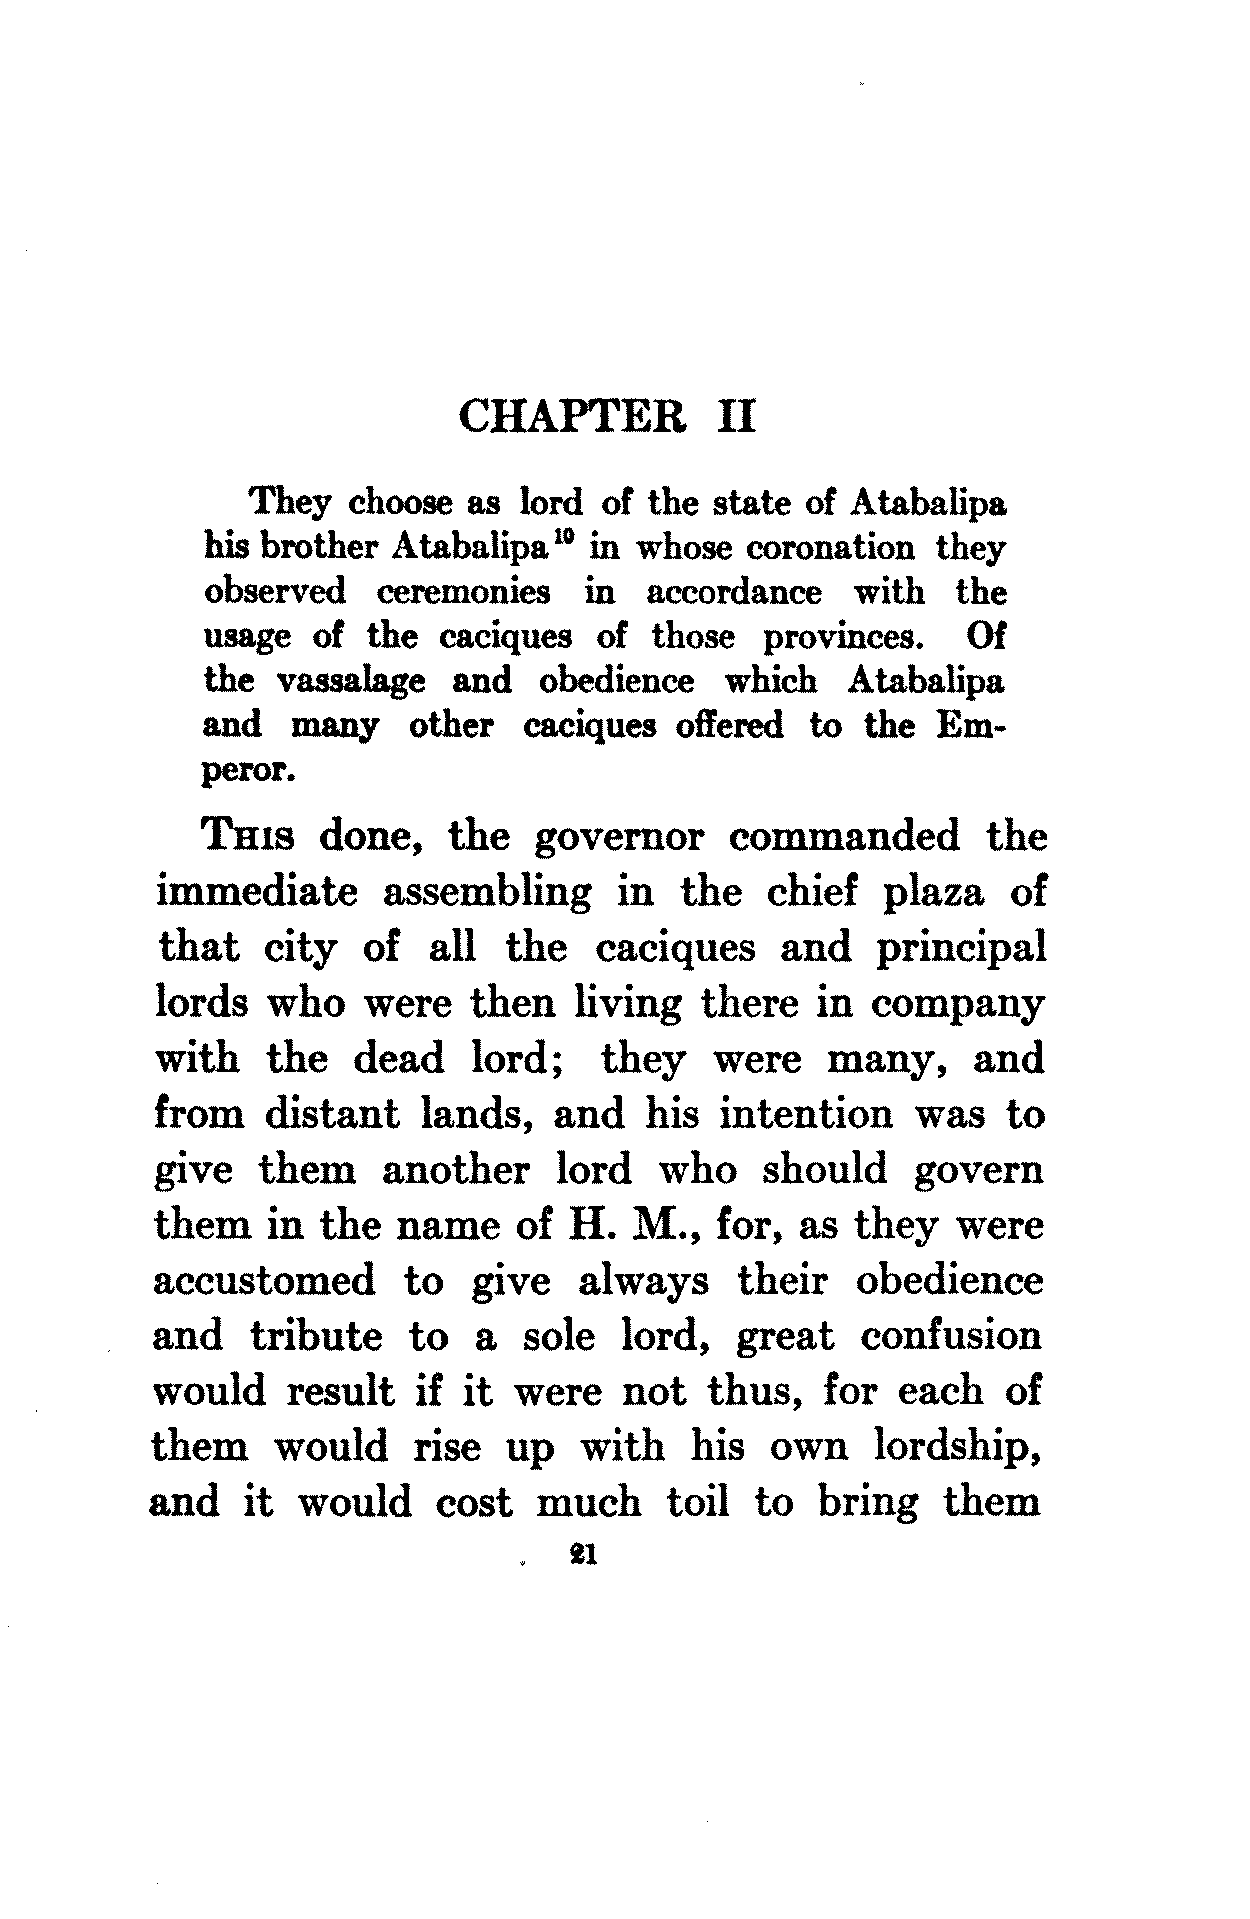 CHAPTER II
They choose as lord of the state of Atabalipa
his brother Atabalipa¹⁰ in whose coronation they
observed ceremonies in accordance with the
usage of the caciques of those provinces. Of
the vassalage and obedience which Atabalipa
and many other caciques offered to the Em-
peror.
THIS done, the governor commanded the
immediate assembling in the chief plaza of
that city of all the caciques and principal
lords who were then living there in company
with the dead lord; they were many, and
from distant lands, and his intention was to
give them another lord who should govern
them in the name of H. M., for, as they were
accustomed to give always their obedience
and tribute to a sole lord, great confusion
would result if it were not thus, for each of
them would rise up with his own lordship,
and it would cost much toil to bring them
21